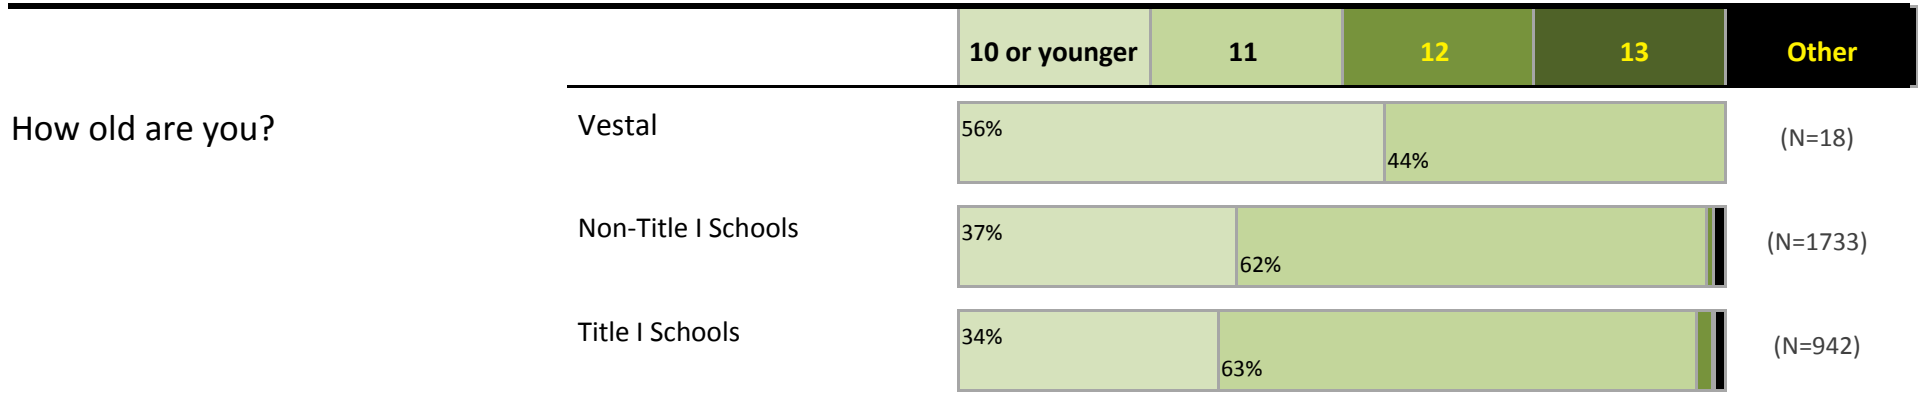 10 or younger 11 12 13 Other
How old are you?
Vestal
56%
44%
(N=18)
Non-Title I Schools
37%
62%
(N=1733)
Title I Schools
34%
63%
(N=942)